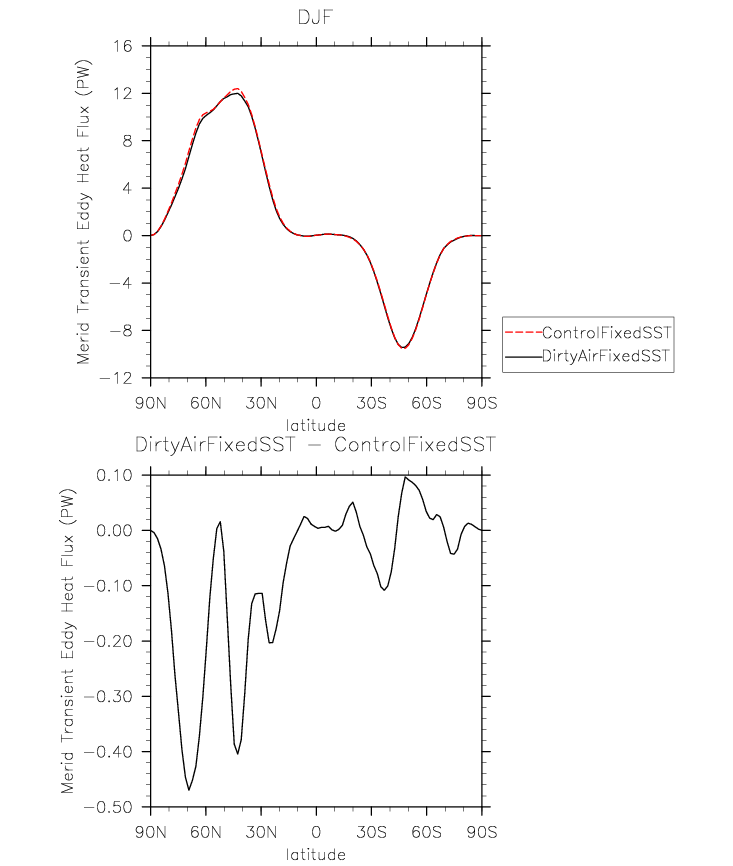 DJF
Merid Transient Eddy Heat Flux (PW)
16
12
8
4
0
−4
−8
−12
90N 60N 30N 0 30S 60S 90S
latitude
ControlFixedSST
DirtyAirFixedSST
DirtyAirFixedSST − ControlFixedSST
Merid Transient Eddy Heat Flux (PW)
0.10
0.00
−0.10
−0.20
−0.30
−0.40
−0.50
90N 60N 30N 0 30S 60S 90S
latitude